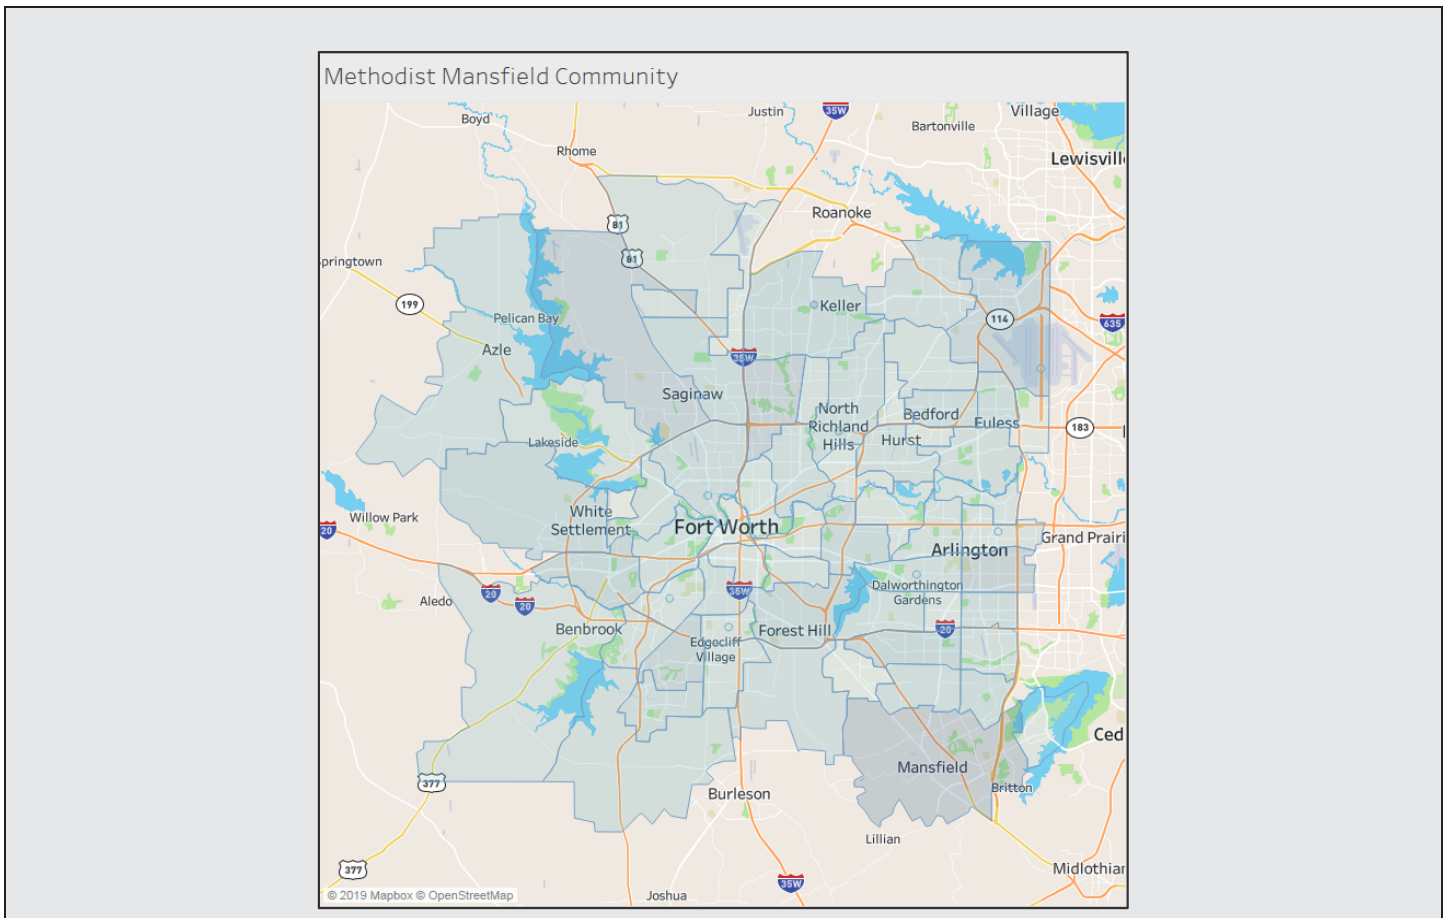 Methodist Mansfield Community
Boyd
Justin
35W
Village
Bartonville
Rhome
Lewisvill
Roanoke
81
81
pringtown
199
Keller
114
635
Pelican Bay
Azle
35W
Saginaw
North
Richland
Hills
Bedford
Euless
183
Hurst
Lakeside
Willow Park
20
White
Settlement
Fort Worth
Arlington
Grand Prairi
Aledo
20
20
35W
Dalworthington
Gardens
Benbrook
Edgecliff
Village
Forest Hill
20
Ced
Mansfield
377
Burleson
Britton
Lillian
377
35W
Midlothian
© 2019 Mapbox © OpenStreetMap
Joshua